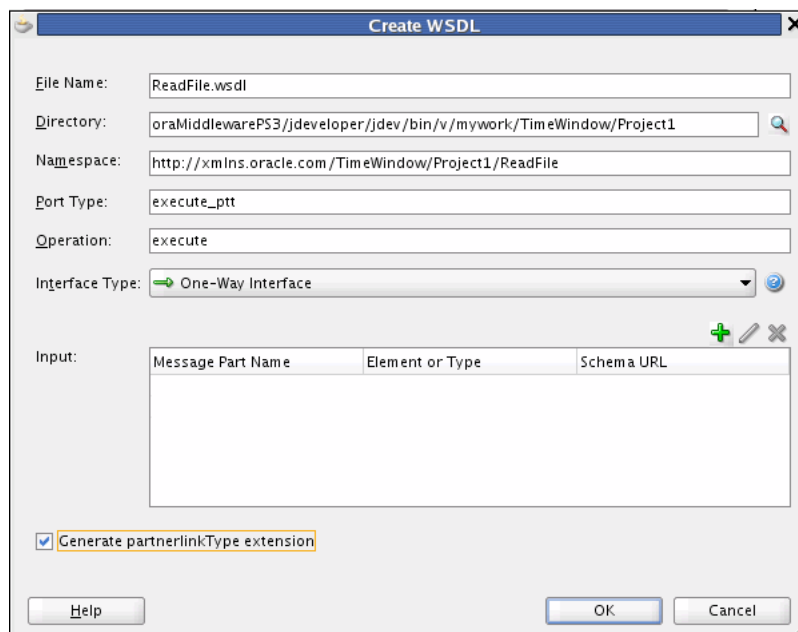 Create WSDL
File Name: ReadFile.wsdl
Directory: oraMiddlewarePS3/jdeveloper/jdev/bin/v/mywork/TimeWindow/Project1
Namespace: http://xmlns.oracle.com/TimeWindow/Project1/ReadFile
Port Type: execute_ptt
Operation: execute
Interface Type: One-Way Interface
Input:
Message Part Name Element or Type Schema URL
Generate partnerlinkType extension
Help OK Cancel